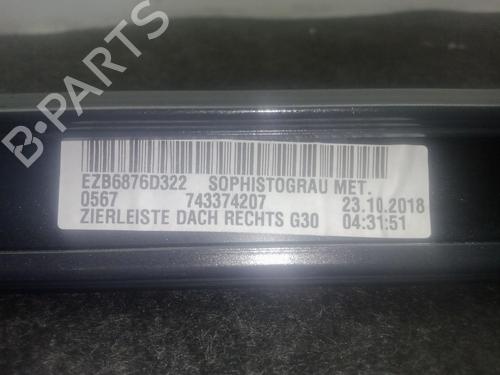 B-PARTS
EZB6876D322 SOPHISTOGRAU MET.
0567 743374207 23.10.2018
ZIERLEISTE DACH RECHTS G30 04:31:51